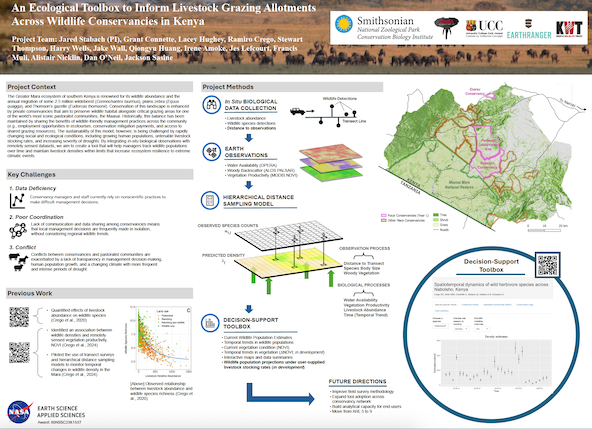 An Ecological Toolbox to Inform Livestock Grazing Allotments
Across Wildlife Conservancies in Kenya
Project Team: Jared Stabach (PI), Grant Connette, Lacey Hughey, Ramiro Crego, Stewart
Thompson, Harry Wells, Jake Wall, Qiongyu Huang, Irene Amoke, Jes Lefcourt, Francis
Muli, Alistair Nicklin, Dan O'Neil, Jackson Sasine
Smithsonian
National Zoological Park
Conservation Biology Institute
UCC
EARTHRANGER
KWT
Project Context
The Greater Mara ecosystem of southern Kenya is renowned for its wildlife abundance and the
annual migration of some 2.5 million wildebeest (Connochaetes taurinus), plains zebra (Equus
quagga), and Thomson's gazelle (Eudorcas thomsonii). Conservation of this landscape is enhanced
by private conservancies that aim to preserve wildlife habitat alongside critical grazing areas for one
of the world's most iconic pastoralist communities, the Maasai. Historically, this balance has been
maintained by sharing the benefits of wildlife-friendly management practices among the community
(e.g., employment opportunities in ecotourism, conservation mitigation payments, and access to
shared grazing resources). The sustainability of this model, however, is being challenged by rapidly
changing social and ecological conditions, including growing human populations, untenable livestock
stocking rates, and increasing severity of droughts. By integrating in situ biological observations with
remotely sensed datasets, we aim to create a tool that will help managers track wildlife populations
over time and maintain livestock densities within limits that increase ecosystem resilience to extreme
climatic events.
Key Challenges
1. Data Deficiency
Conservancy managers and staff currently rely on nonscientific practices to
make difficult management decisions.
2. Poor Coordination
Lack of communication and data sharing among conservancies means
that local management decisions are frequently made in isolation, without
considering regional wildlife trends.
3. Conflict
Conflicts between conservancies and pastoralist communities are
exacerbated by a lack of transparency in management decision-making,
human population growth, and a changing climate with more frequent
and intense periods of drought.
Previous Work
Quantified effects of livestock
abundance on wildlife species
(Crego et al., 2020)
Identified an association between
wildlife densities and remotely
sensed vegetation productivity,
NDVI (Crego et al., 2024)
Piloted the use of transect surveys
and hierarchical distance sampling
models to monitor temporal
changes in wildlife density in the
Mara (Crego et al., 2024)
C
[Above] Observed relationship
between livestock abundance and
wildlife species richness (Crego et
al., 2020)
NASA
EARTH SCIENCE
APPLIED SCIENCES
Project Methods
In Situ BIOLOGICAL
DATA COLLECTION
- Livestock abundance
- Wildlife species detections
- Distance to observations
Wildlife Detections
Transect Line
EARTH
OBSERVATIONS
- Water Availability (OPERA)
- Woody Backscatter (ALOS PALSAR)
- Vegetation Productivity (MODIS NDVI)
HIERARCHICAL DISTANCE
SAMPLING MODEL
OBSERVED SPECIES
COUNTS
PREDICTED DENSITY
OBSERVATION PROCESS
Distance to Transect
Species Body Size
Woody Vegetation
BIOLOGICAL PROCESSES
Water Availability
Vegetation Productivity
Livestock Abundance
Time (Temporal Trend)
DECISION-SUPPORT
TOOLBOX
- Current Wildlife Population Estimates
- Temporal trends in wildlife populations
- Current vegetation condition (NDVI)
- Temporal trends in vegetation (ΔNDVI, in development)
- Interactive maps and data summaries
- Wildlife population projections under user-supplied
livestock stocking rates (in development)
FUTURE DIRECTIONS
- Improve field survey methodology
- Expand tool adoption across
conservancy network
- Build analytical capacity for end users
- Move from ARL 5 to 9
TANZANIA
Maasai Mara
National Reserve
Decision-Support
Toolbox
Spatiotemporal dynamics of wild herbivore species across
Naboisho, Kenya